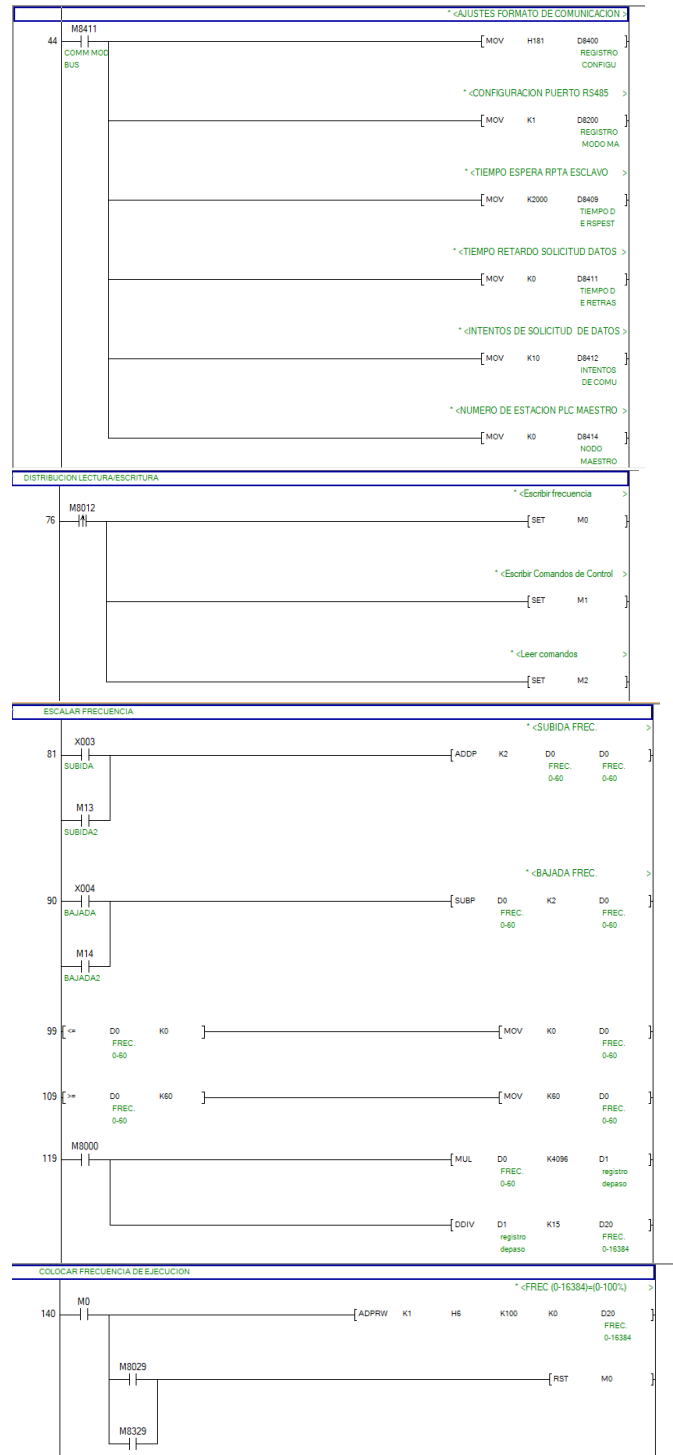 * <AJUSTES FORMATO DE COMUNICACION >
M8411
44 MOV H181 D8400
COMM MOD BUS
REGISTRO CONFIGU
* <CONFIGURACION PUERTO RS485 >
MOV K1 D8200
REGISTRO MODO MA
* <TIEMPO ESPERA RPTA ESCLAVO >
MOV K2000 D8409
TIEMPO D E RSPEST
* <TIEMPO RETARDO SOLICITUD DATOS >
MOV K0 D8411
TIEMPO D E RETRAS
* <INTENTOS DE SOLICITUD DE DATOS >
MOV K10 D8412
INTENTOS DE COMU
* <NUMERO DE ESTACION PLC MAESTRO >
MOV K0 D8414
NODO MAESTRO
DISTRIBUCION LECTURA/ESCRITURA
* <Escribir frecuencia >
M8012
76 SET M0
* <Escribir Comandos de Control >
SET M1
* <Leer comandos >
SET M2
ESCALAR FRECUENCIA
* <SUBIDA FREC. >
X003
81 ADDP K2 D0 D0
SUBIDA
FREC. 0-60 FREC. 0-60
M13
SUBIDA2
* <BAJADA FREC. >
X004
90 SUBP D0 K2 D0
BAJADA
FREC. 0-60 FREC. 0-60
M14
BAJADA2
99 <= D0 K0 MOV K0 D0
FREC. 0-60 FREC. 0-60
109 >= D0 K60 MOV K60 D0
FREC. 0-60 FREC. 0-60
M8000
119 MUL D0 K4096 D1
FREC. 0-60 registro depaso
DDIV D1 K15 D20
registro depaso FREC. 0-16384
COLOCAR FRECUENCIA DE EJECUCION
* <FREC (0-16384)=(0-100%) >
M0
140 ADPRW K1 H6 K100 K0 D20
FREC. 0-16384
M8029
RST M0
M8329